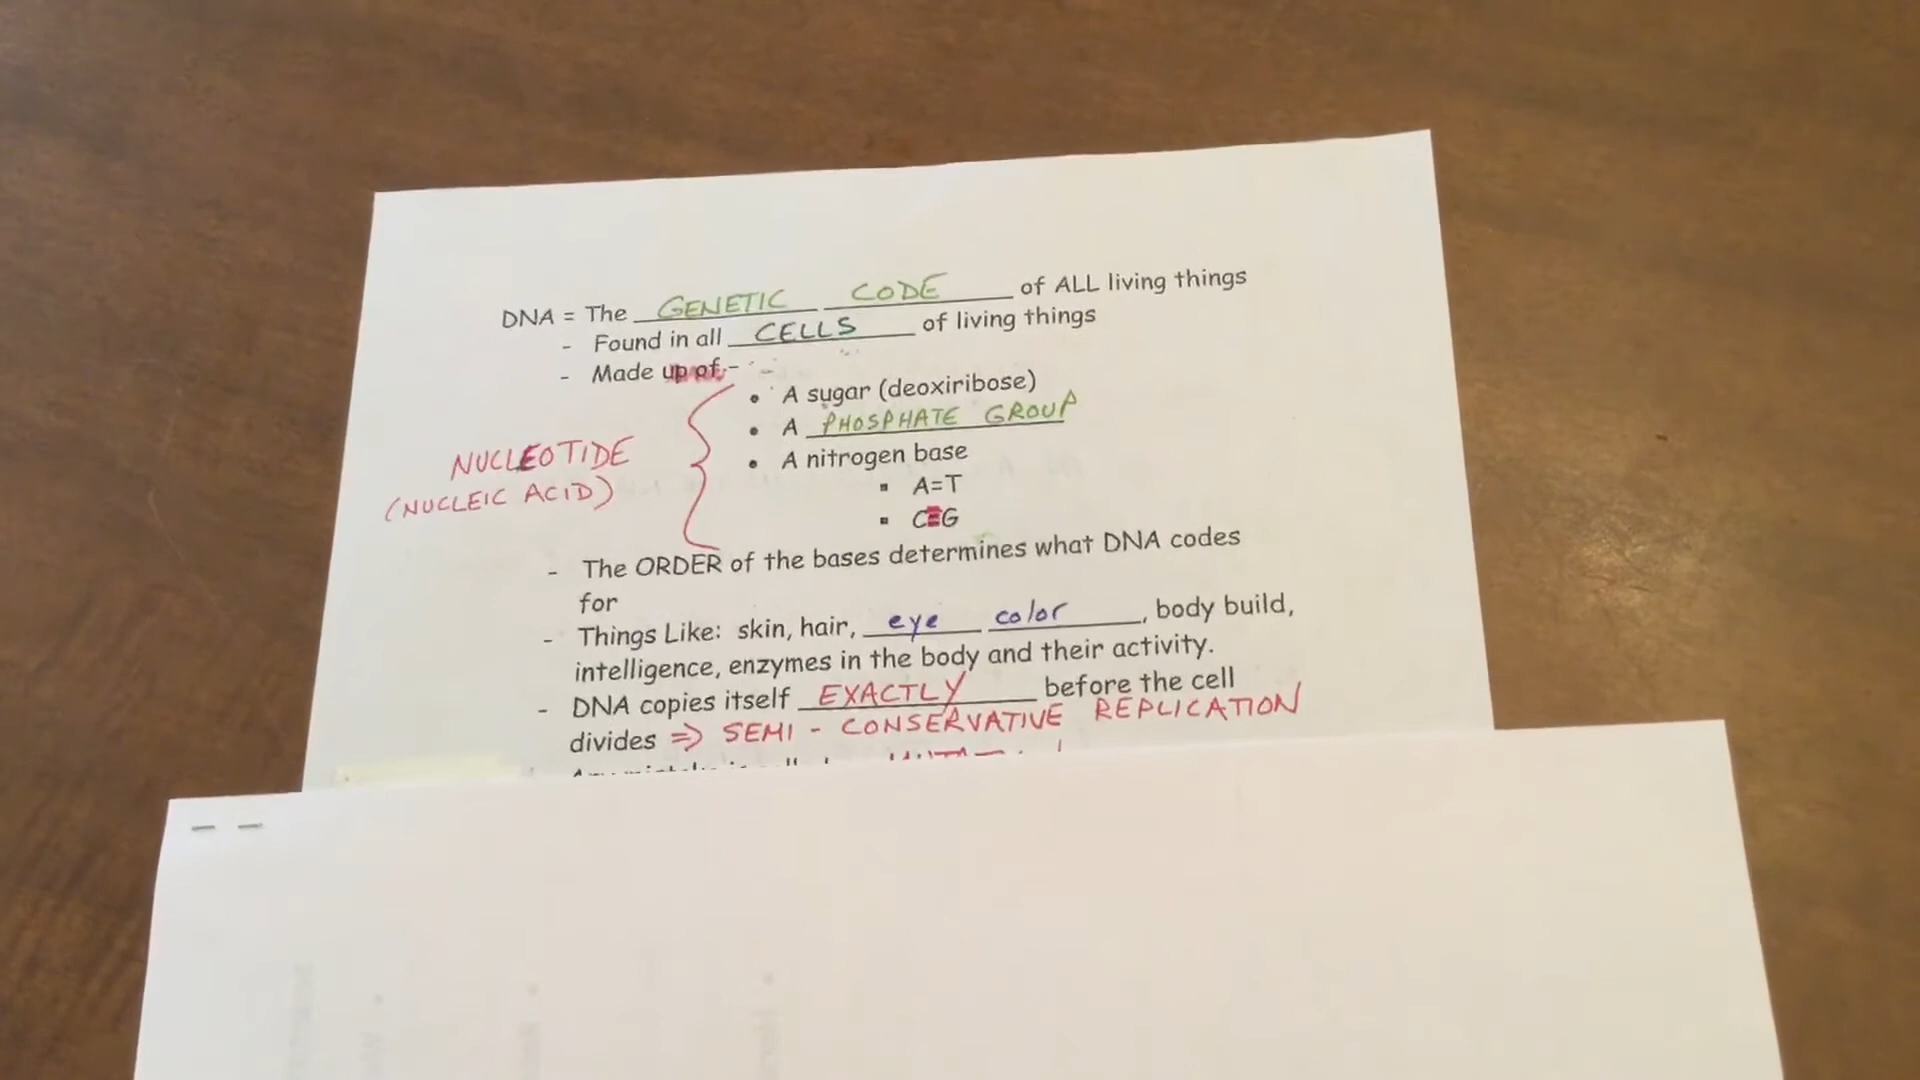 DNA = The GENETIC CODE of ALL living things
- Found in all CELLS of living things
- Made up of -
• A sugar (deoxiribose)
• A PHOSPHATE GROUP
• A nitrogen base
▪ A=T
▪ C≡G
NUCLEOTIDE
(NUCLEIC ACID)
- The ORDER of the bases determines what DNA codes
for
- Things Like: skin, hair, eye color, body build,
intelligence, enzymes in the body and their activity.
- DNA copies itself EXACTLY before the cell
divides ⇒ SEMI - CONSERVATIVE REPLICATION